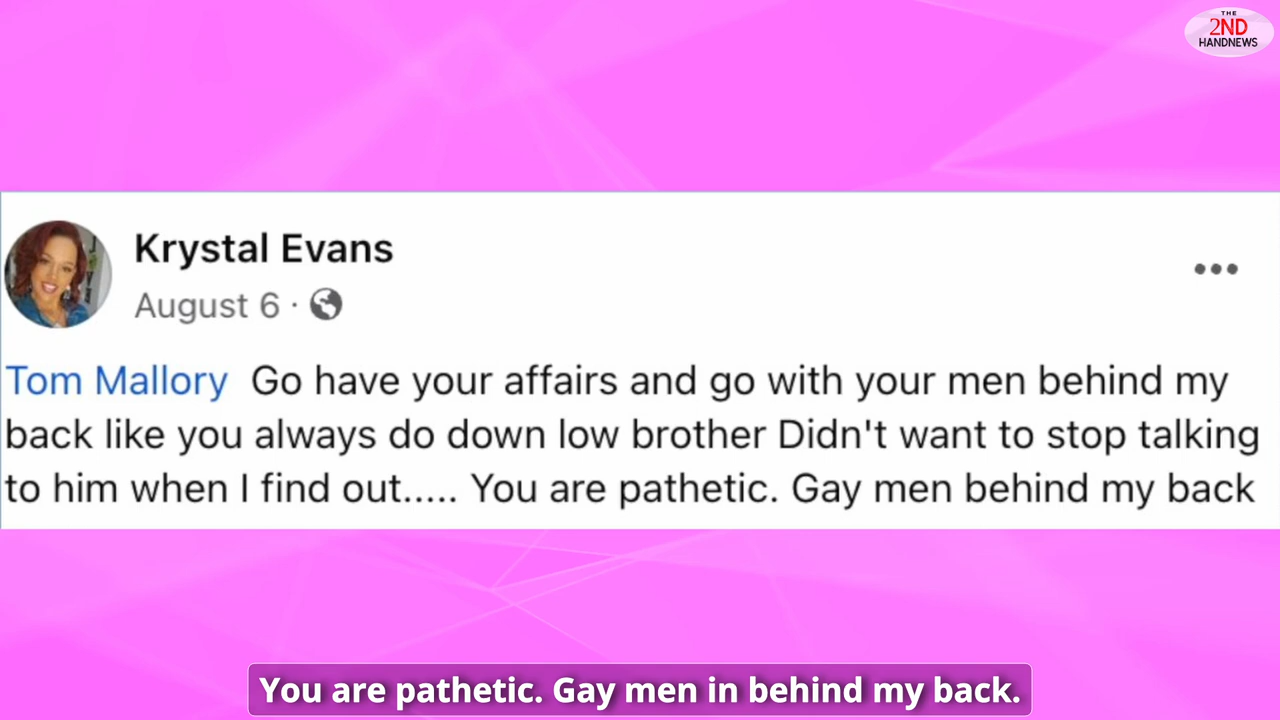 THE
2ND
HANDNEWS
Krystal Evans
August 6 ·
Tom Mallory Go have your affairs and go with your men behind my
back like you always do down low brother Didn't want to stop talking
to him when I find out..... You are pathetic. Gay men behind my back
You are pathetic. Gay men in behind my back.